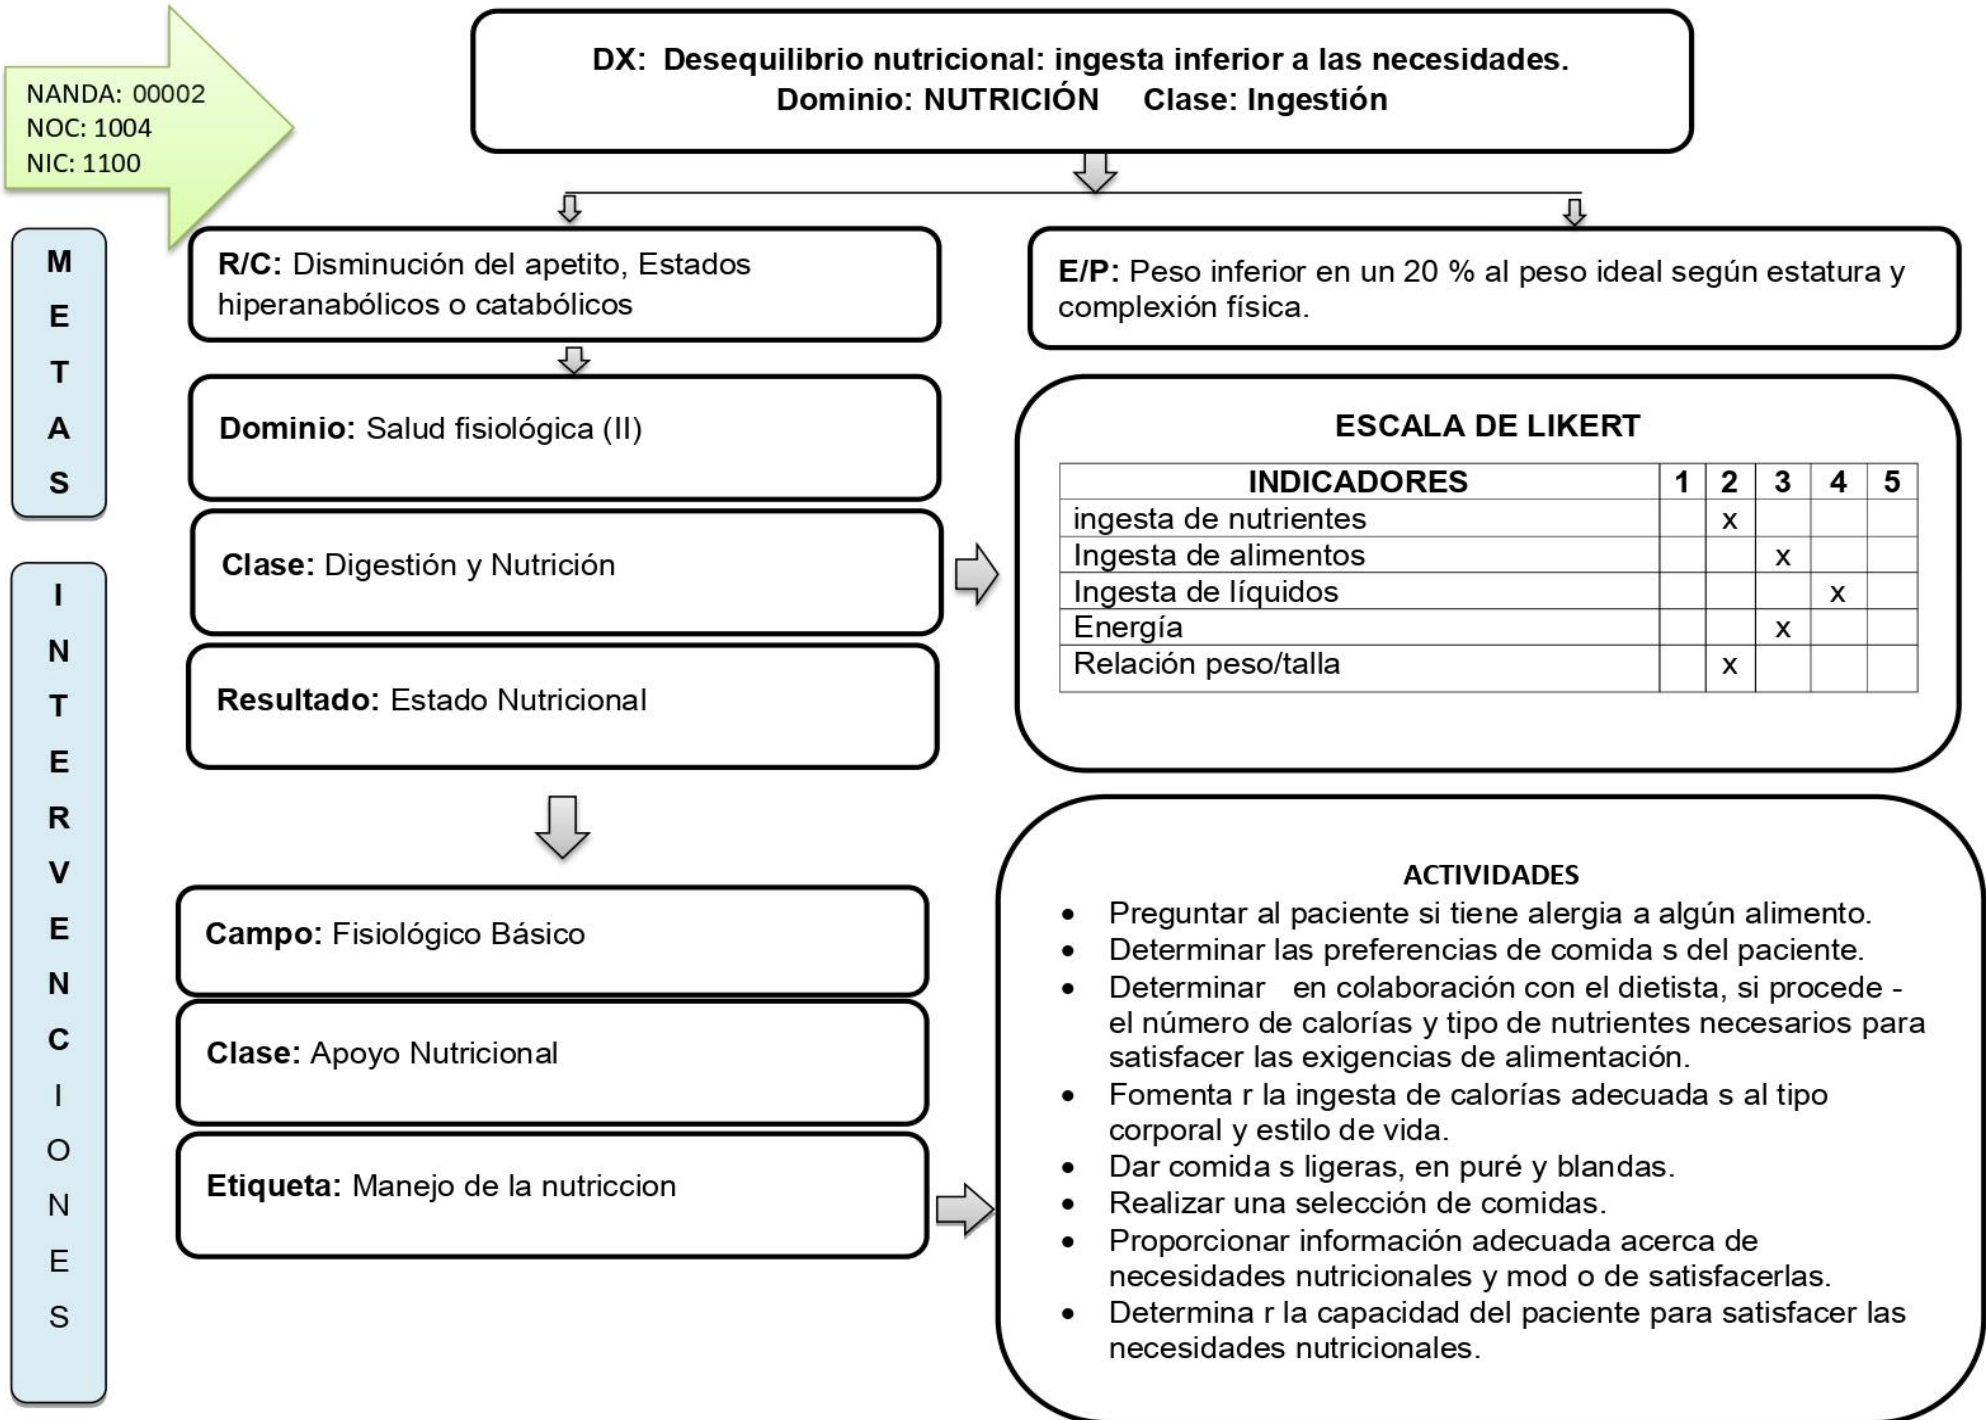 NANDA: 00002
NOC: 1004
NIC: 1100
DX:  Desequilibrio nutricional: ingesta inferior a las necesidades.
Dominio: NUTRICIÓN    Clase: Ingestión
M
E
T
A
S
R/C: Disminución del apetito, Estados
hiperanabólicos o catabólicos
E/P: Peso inferior en un 20 % al peso ideal según estatura y
complexión física.
Dominio: Salud fisiológica (II)
Clase: Digestión y Nutrición
Resultado: Estado Nutricional
ESCALA DE LIKERT
INDICADORES 1 2 3 4 5
ingesta de nutrientes x
Ingesta de alimentos x
Ingesta de líquidos x
Energía x
Relación peso/talla x
I
N
T
E
R
V
E
N
C
I
O
N
E
S
Campo: Fisiológico Básico
Clase: Apoyo Nutricional
Etiqueta: Manejo de la nutriccion
ACTIVIDADES
• Preguntar al paciente si tiene alergia a algún alimento.
• Determinar las preferencias de comida s del paciente.
• Determinar   en colaboración con el dietista, si procede -
el número de calorías y tipo de nutrientes necesarios para
satisfacer las exigencias de alimentación.
• Fomenta r la ingesta de calorías adecuada s al tipo
corporal y estilo de vida.
• Dar comida s ligeras, en puré y blandas.
• Realizar una selección de comidas.
• Proporcionar información adecuada acerca de
necesidades nutricionales y mod o de satisfacerlas.
• Determina r la capacidad del paciente para satisfacer las
necesidades nutricionales.